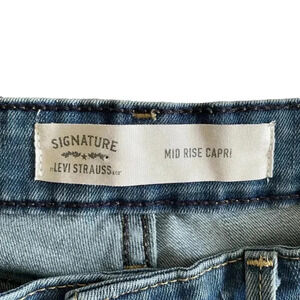 SIGNATURE
BY LEVI STRAUSS & CO.
MID RISE CAPRI